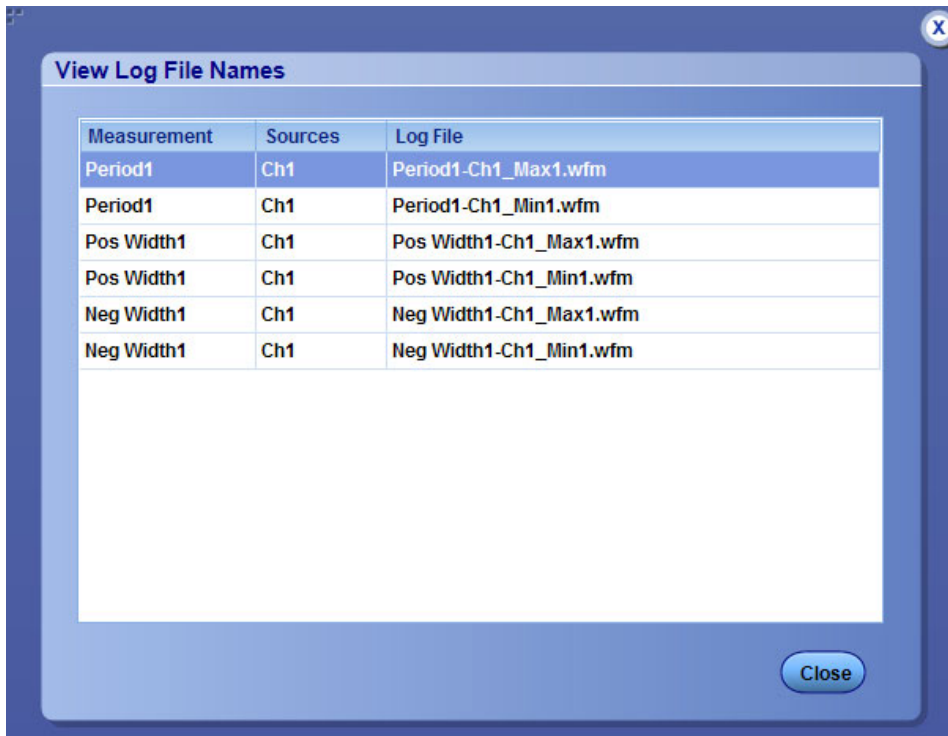 X
View Log File Names
Measurement Sources Log File
Period1 Ch1 Period1-Ch1_Max1.wfm
Period1 Ch1 Period1-Ch1_Min1.wfm
Pos Width1 Ch1 Pos Width1-Ch1_Max1.wfm
Pos Width1 Ch1 Pos Width1-Ch1_Min1.wfm
Neg Width1 Ch1 Neg Width1-Ch1_Max1.wfm
Neg Width1 Ch1 Neg Width1-Ch1_Min1.wfm
Close